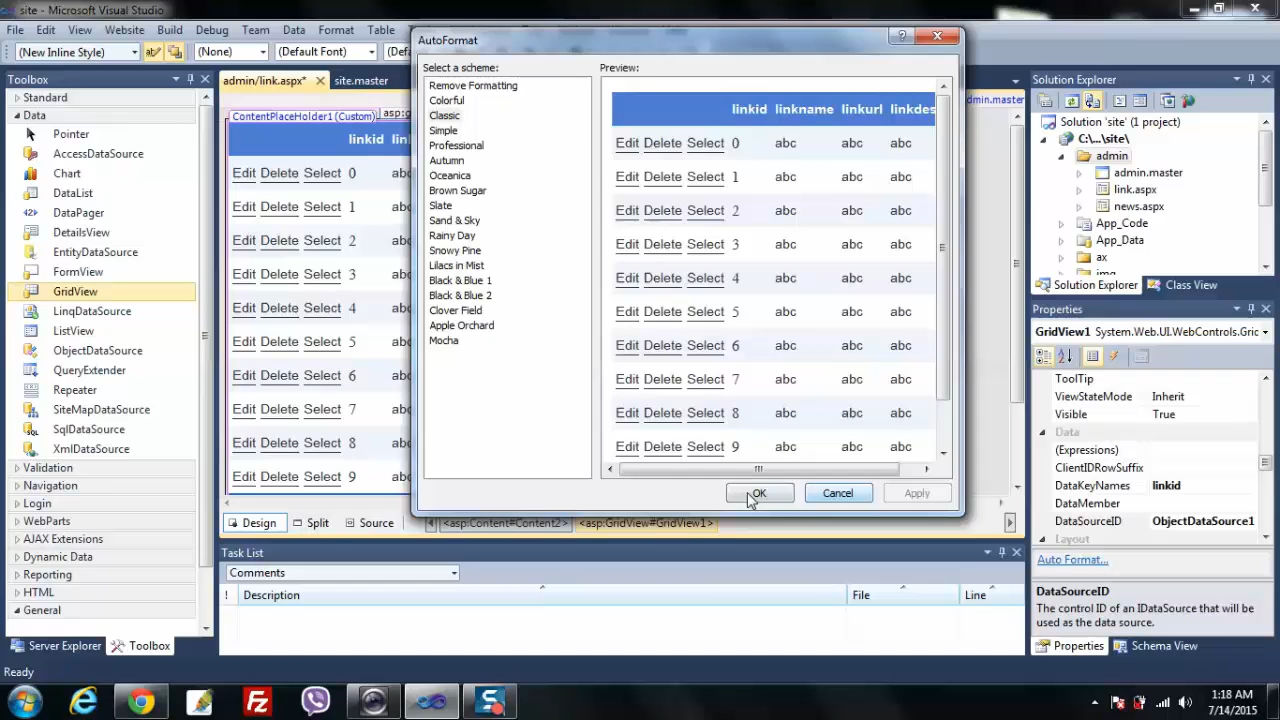 site - Microsoft Visual Studio
File Edit View Website Build Debug Team Data Format Table
(New Inline Style) (None) (Default Font)
Toolbox
Standard
Data
Pointer
AccessDataSource
Chart
DataList
DataPager
DetailsView
EntityDataSource
FormView
GridView
LinqDataSource
ListView
ObjectDataSource
QueryExtender
Repeater
SiteMapDataSource
SqlDataSource
XmlDataSource
Validation
Navigation
Login
WebParts
AJAX Extensions
Dynamic Data
Reporting
HTML
General
Server Explorer Toolbox
admin/link.aspx* site.master
ContentPlaceHolder1 (Custom)
admin.master
linkid
Edit Delete Select 0
Edit Delete Select 1
Edit Delete Select 2
Edit Delete Select 3
Edit Delete Select 4
Edit Delete Select 5
Edit Delete Select 6
Edit Delete Select 7
Edit Delete Select 8
Edit Delete Select 9
Design Split Source <asp:Content#Content2> <asp:GridView#GridView1>
AutoFormat
Select a scheme:
Remove Formatting
Colorful
Classic
Simple
Professional
Autumn
Oceanica
Brown Sugar
Slate
Sand & Sky
Rainy Day
Snowy Pine
Lilacs in Mist
Black & Blue 1
Black & Blue 2
Clover Field
Apple Orchard
Mocha
Preview:
linkid linkname linkurl linkdes
Edit Delete Select 0 abc abc abc
Edit Delete Select 1 abc abc abc
Edit Delete Select 2 abc abc abc
Edit Delete Select 3 abc abc abc
Edit Delete Select 4 abc abc abc
Edit Delete Select 5 abc abc abc
Edit Delete Select 6 abc abc abc
Edit Delete Select 7 abc abc abc
Edit Delete Select 8 abc abc abc
Edit Delete Select 9 abc abc abc
OK Cancel Apply
Task List
Comments
! Description File Line
Solution Explorer
Solution 'site' (1 project)
C:\...\site\
admin
admin.master
link.aspx
news.aspx
App_Code
App_Data
ax
img
Solution Explorer Class View
Properties
GridView1 System.Web.UI.WebControls.Gric
ToolTip
ViewStateMode Inherit
Visible True
Data
(Expressions)
ClientIDRowSuffix
DataKeyNames linkid
DataMember
DataSourceID ObjectDataSource1
Layout
Auto Format...
DataSourceID
The control ID of an IDataSource that will be
used as the data source.
Properties Schema View
Ready
1:18 AM
7/14/2015